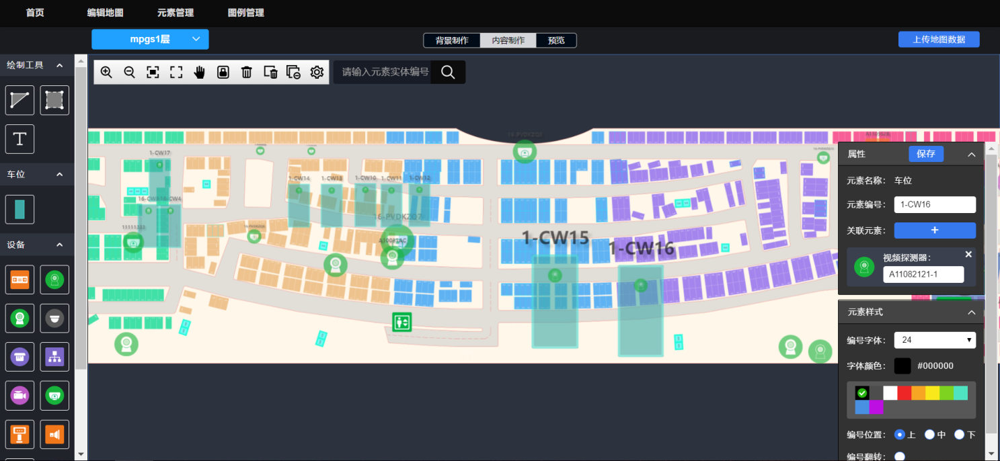 首页 编辑地图 元素管理 图例管理
mpgs1层
背景制作 内容制作 预览
上传地图数据
绘制工具
请输入元素实体编号
T
车位
设备
1-CW17
1-CW14
1-CW13
1-CW10
1-CW11
1-CW12
16-PVDKZQ7
11111333
A10081AC
1-CW15
1-CW16
属性 保存
元素名称: 车位
元素编号: 1-CW16
关联元素: +
视频探测器:
A11082121-1
元素样式
编号字体: 24
字体颜色: #000000
编号位置: 上 中 下
编号翻转: